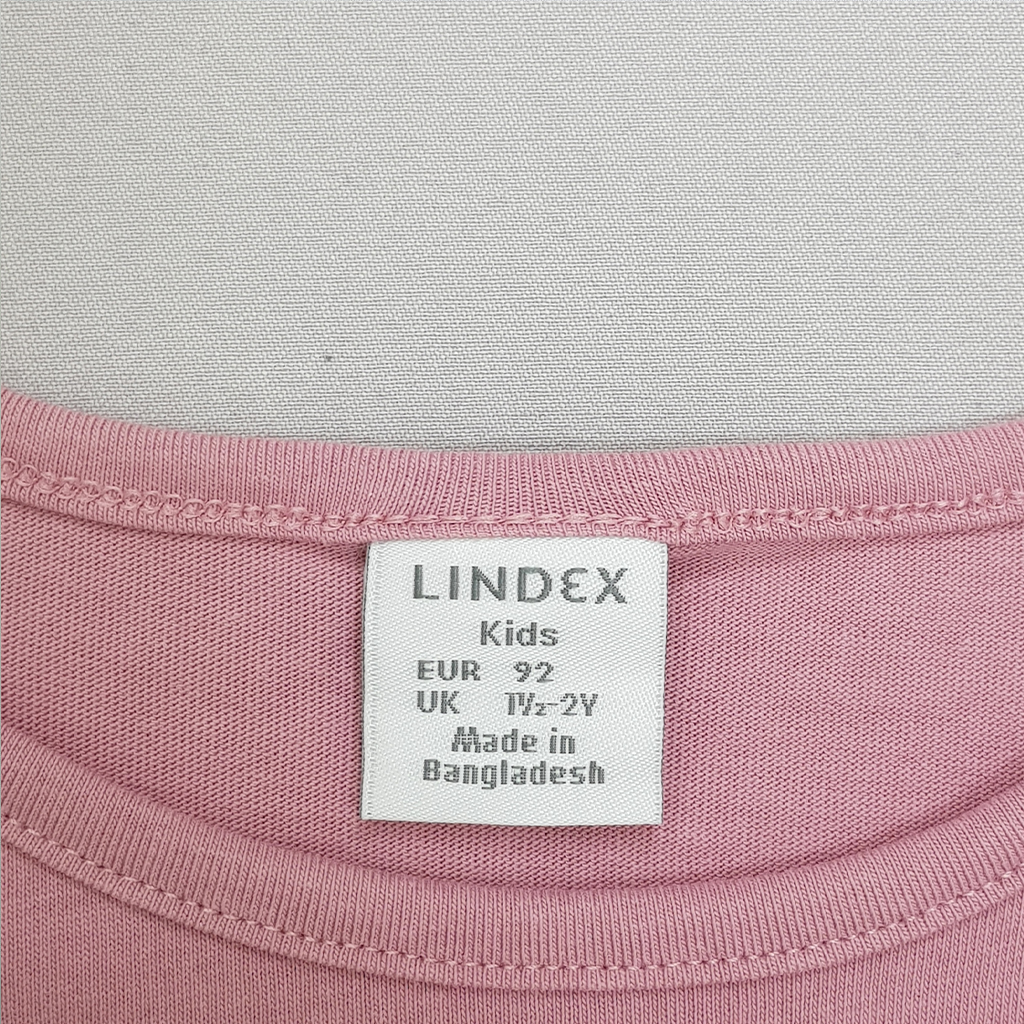 LINDEX
Kids
EUR 92
UK 1½-2Y
Made in
Bangladesh